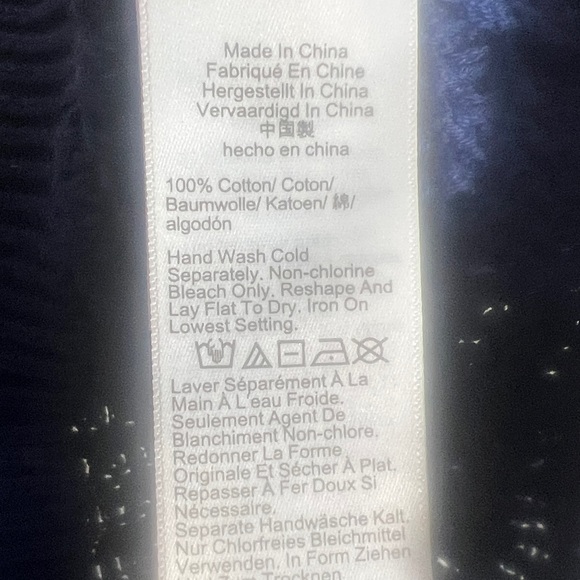 Made In China
Fabriqué En Chine
Hergestellt In China
Vervaardigd In China
中国製
hecho en china
100% Cotton/ Coton/
Baumwolle/ Katoen/ 綿/
algodón
Hand Wash Cold
Separately. Non-chlorine
Bleach Only. Reshape And
Lay Flat To Dry. Iron On
Lowest Setting.
Laver Séparément À La
Main À L'eau Froide.
Seulement Agent De
Blanchiment Non-chlore.
Redonner La Forme
Originale Et Sécher À Plat.
Repasser À Fer Doux Si
Nécessaire.
Separate Handwäsche Kalt.
Nur Chlorfreies Bleichmittel
Verwenden. In Form Ziehen
Zum Trocknen